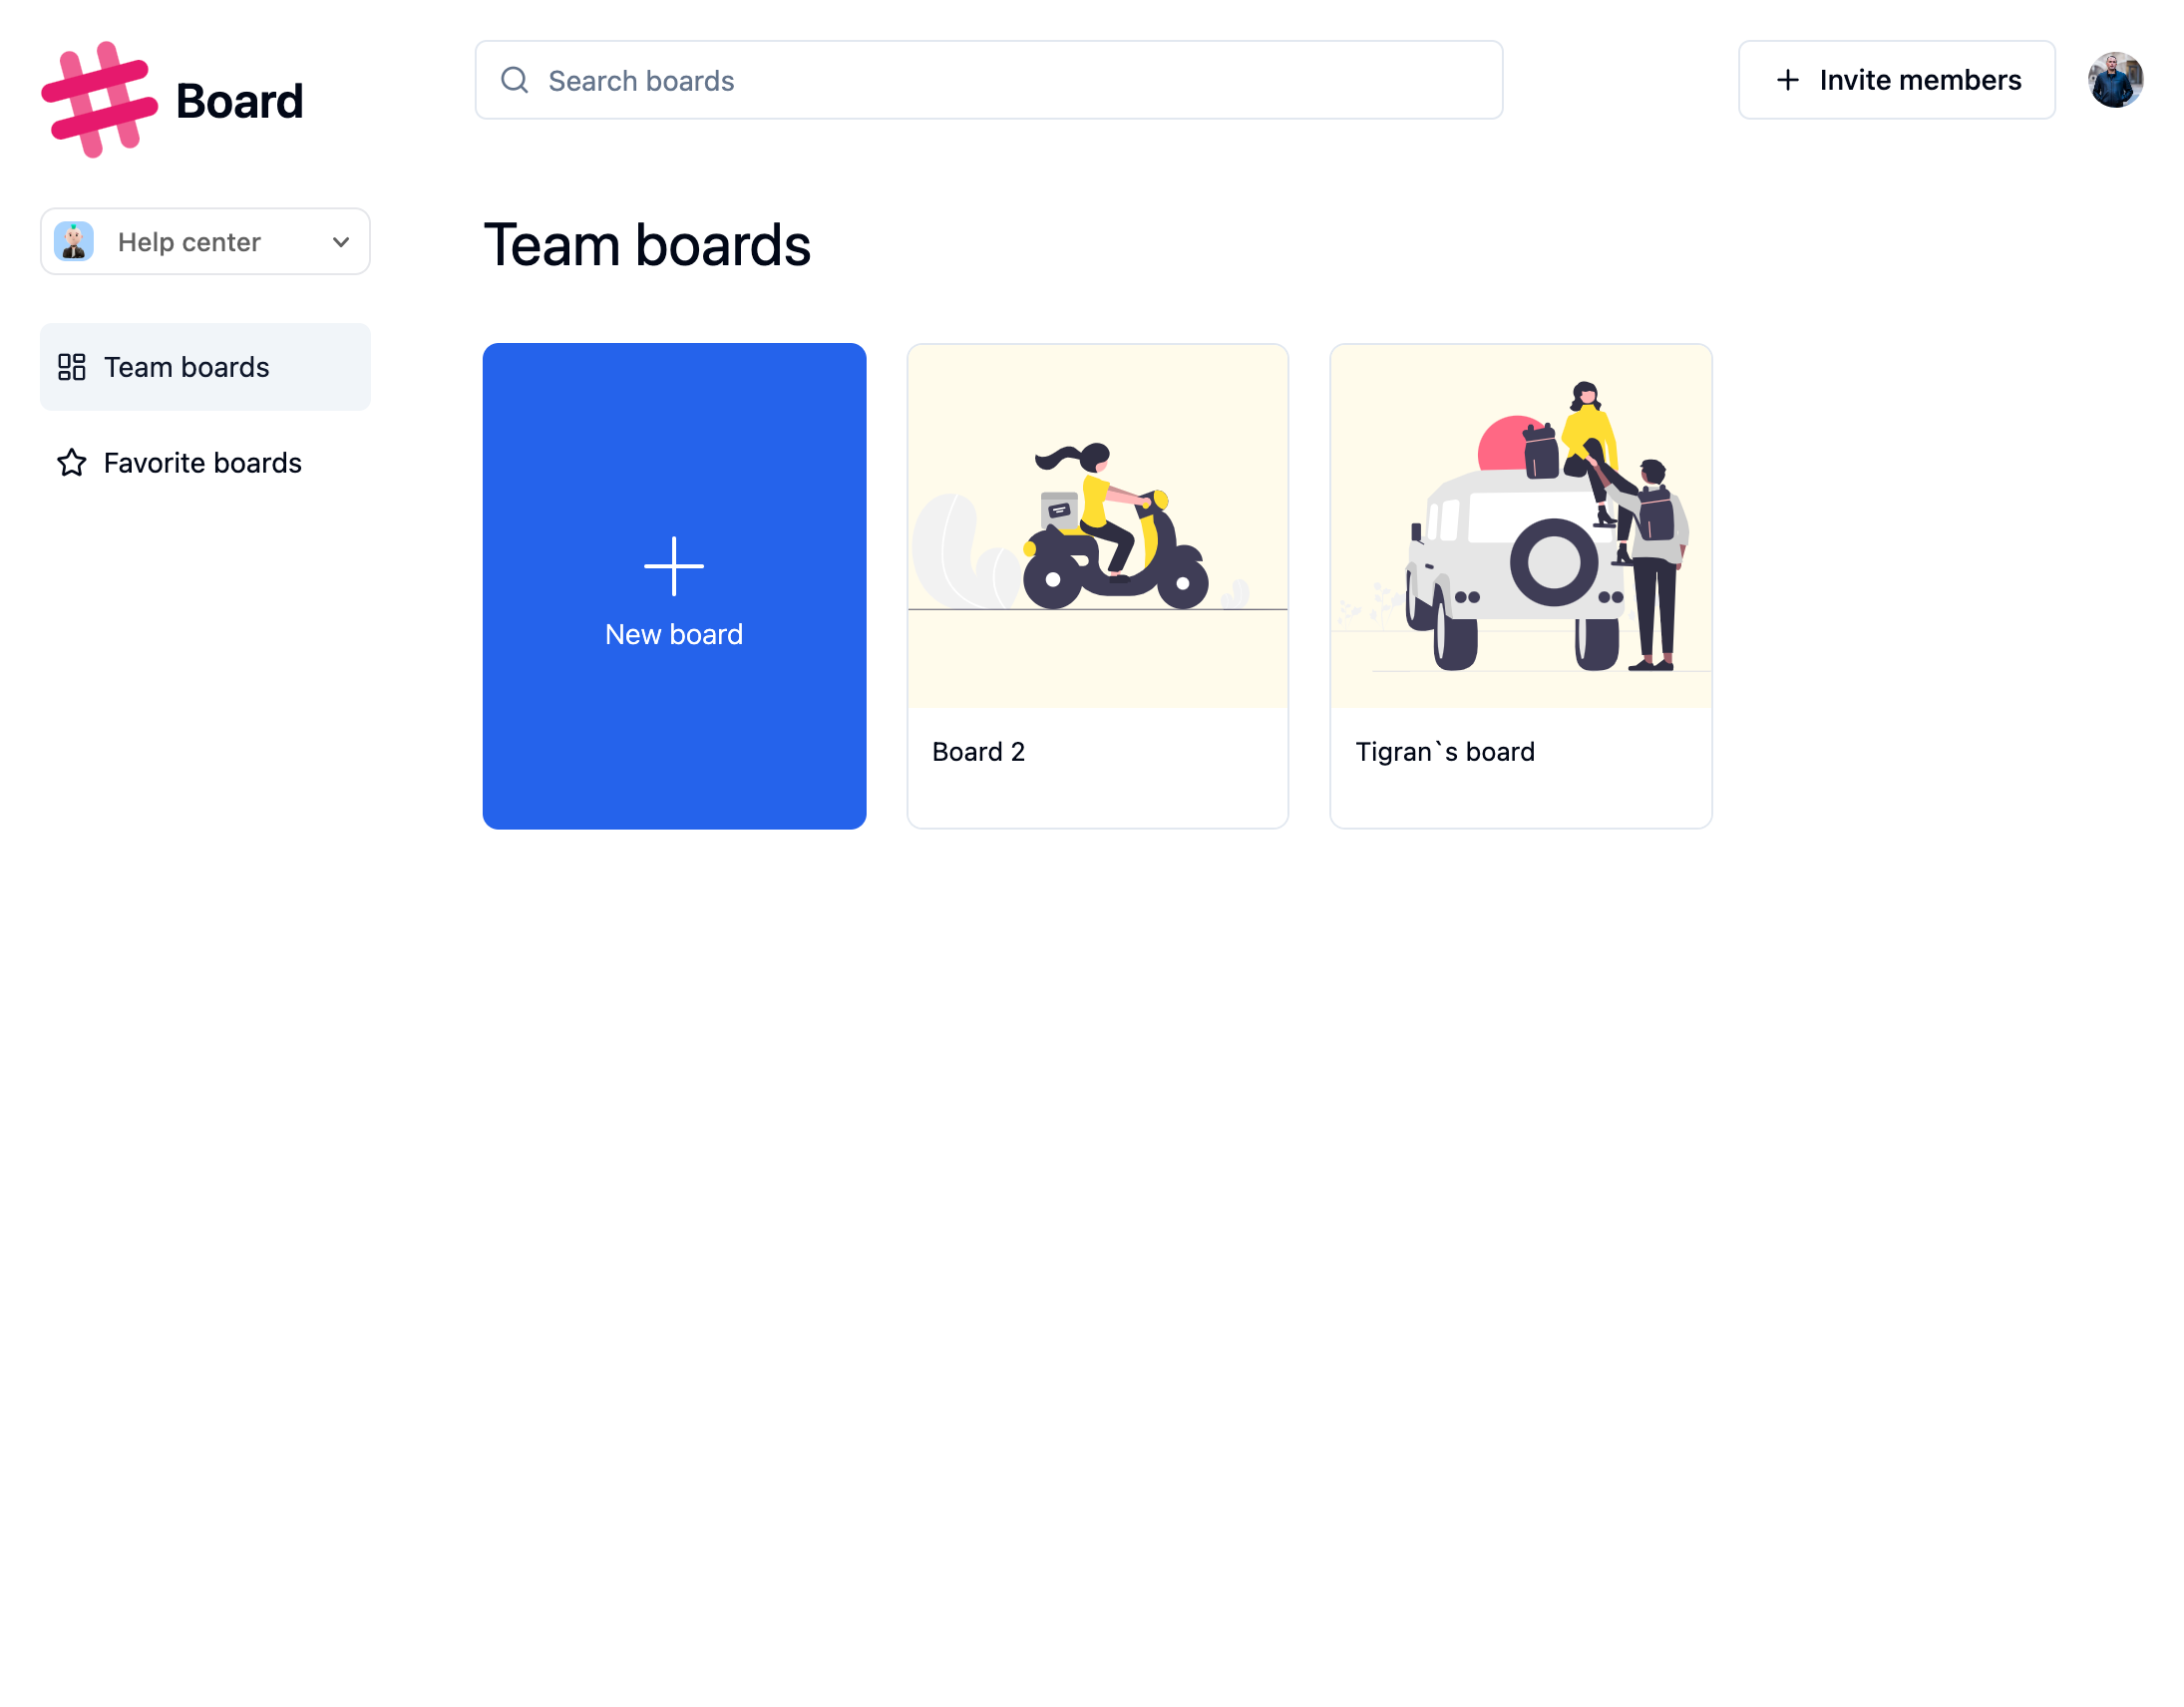 Board
Search boards
Invite members
Help center
Team boards
Favorite boards
Team boards
New board
Board 2
Tigran`s board